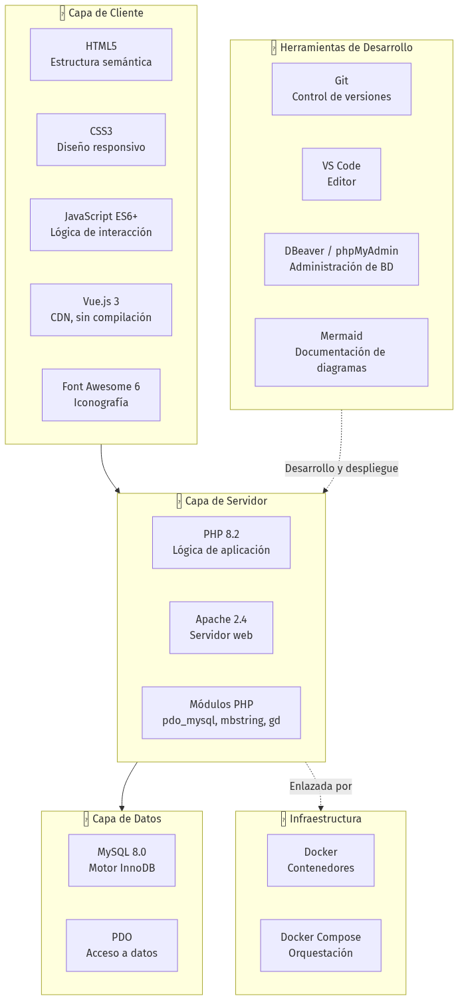 Capa de Cliente
HTML5
Estructura semántica
CSS3
Diseño responsivo
JavaScript ES6+
Lógica de interacción
Vue.js 3
CDN, sin compilación
Font Awesome 6
Iconografía
Herramientas de Desarrollo
Git
Control de versiones
VS Code
Editor
DBeaver / phpMyAdmin
Administración de BD
Mermaid
Documentación de
diagramas
Desarrollo y despliegue
Capa de Servidor
PHP 8.2
Lógica de aplicación
Apache 2.4
Servidor web
Módulos PHP
pdo_mysql, mbstring, gd
Enlazada por
Capa de Datos
MySQL 8.0
Motor InnoDB
PDO
Acceso a datos
Infraestructura
Docker
Contenedores
Docker Compose
Orquestación